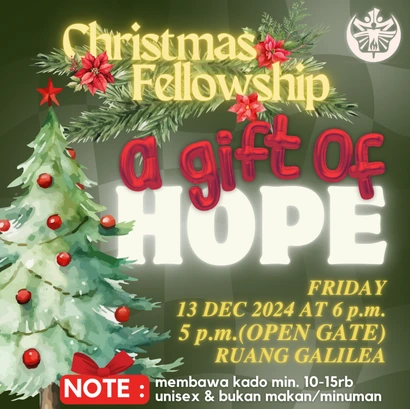 Christmas
Fellowship
a gift Of
HOPE
FRIDAY
13 DEC 2024 AT 6 p.m.
5 p.m.(OPEN GATE)
RUANG GALILEA
NOTE :
membawa kado min. 10-15rb
unisex & bukan makan/minuman